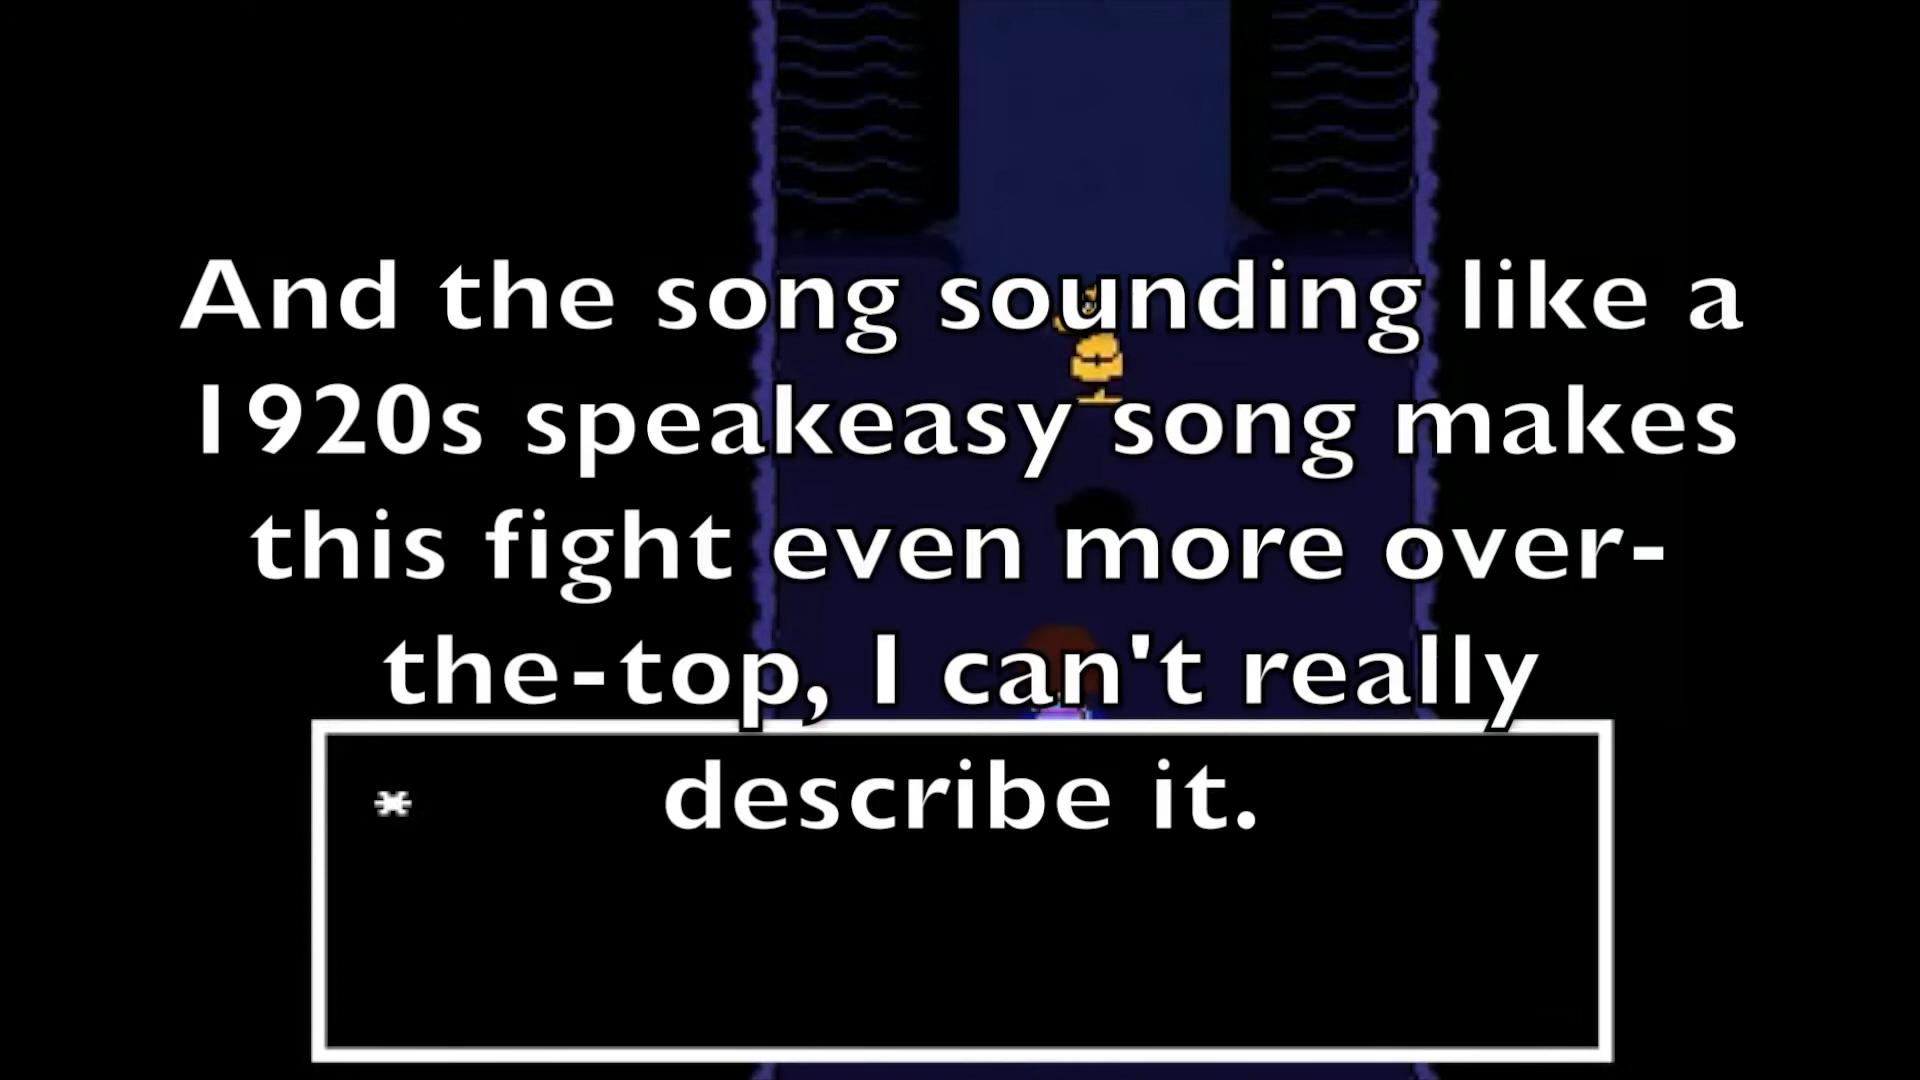 And the song sounding like a
1920s speakeasy song makes
this fight even more over-
the-top, I can't really
describe it.
*